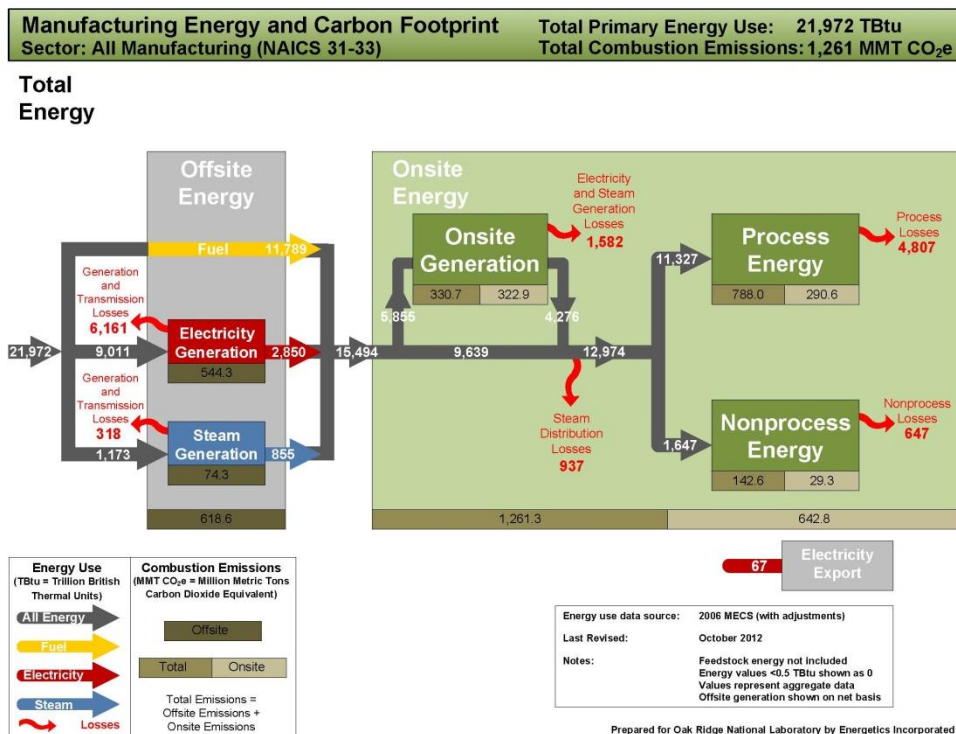 Manufacturing Energy and Carbon Footprint
Sector: All Manufacturing (NAICS 31-33)
Total Primary Energy Use: 21,972 TBtu
Total Combustion Emissions: 1,261 MMT CO₂e
Total
Energy
Offsite
Energy
Onsite
Energy
Fuel
11,789
Generation
and
Transmission
Losses
6,161
Electricity
Generation
544.3
21,972
9,011
2,850
Generation
and
Transmission
Losses
318
Steam
Generation
74.3
1,173
855
618.6
15,494
5,855
Onsite
Generation
330.7
322.9
Electricity
and Steam
Generation
Losses
1,582
4,276
9,639
12,974
Steam
Distribution
Losses
937
11,327
Process
Energy
788.0
290.6
Process
Losses
4,807
1,647
Nonprocess
Energy
142.6
29.3
Nonprocess
Losses
647
1,261.3
642.8
67
Electricity
Export
Energy Use
(TBtu = Trillion British
Thermal Units)
All Energy
Fuel
Electricity
Steam
Losses
Combustion Emissions
(MMT CO₂e = Million Metric Tons
Carbon Dioxide Equivalent)
Offsite
Total
Onsite
Total Emissions =
Offsite Emissions +
Onsite Emissions
Energy use data source: 2006 MECS (with adjustments)
Last Revised: October 2012
Notes: Feedstock energy not included
Energy values <0.5 TBtu shown as 0
Values represent aggregate data
Offsite generation shown on net basis
Prepared for Oak Ridge National Laboratory by Energetics Incorporated